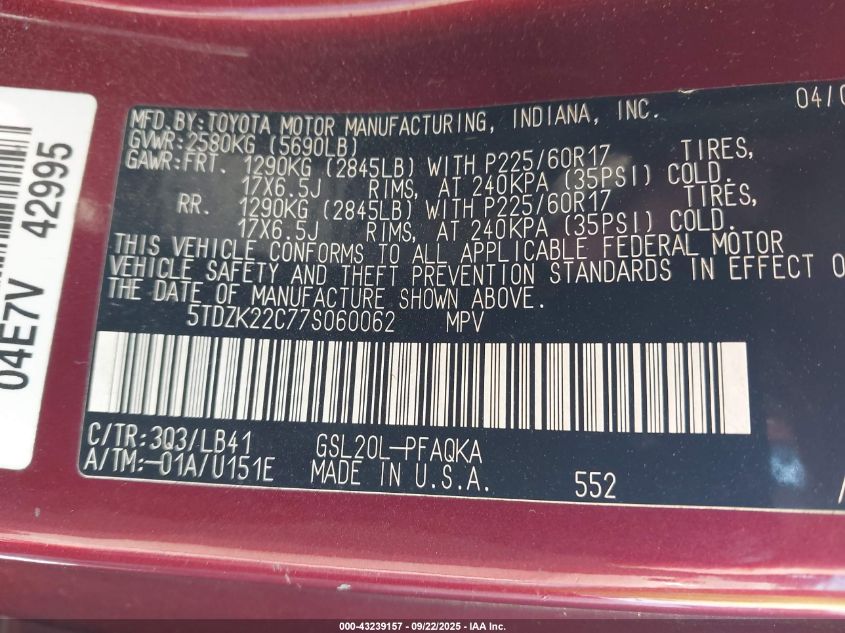 04E7V 42995
MFD.BY:TOYOTA MOTOR MANUFACTURING, INDIANA, INC. 04/0
GVWR:2580KG (5690LB)
GAWR:FRT. 1290KG (2845LB) WITH P225/60R17 TIRES,
17X6.5J RIMS, AT 240KPA (35PSI) COLD.
RR. 1290KG (2845LB) WITH P225/60R17 TIRES,
17X6.5J RIMS, AT 240KPA (35PSI) COLD.
THIS VEHICLE CONFORMS TO ALL APPLICABLE FEDERAL MOTOR
VEHICLE SAFETY AND THEFT PREVENTION STANDARDS IN EFFECT O
THE DATE OF MANUFACTURE SHOWN ABOVE.
5TDZK22C77S060062 MPV
C/TR:3Q3/LB41 GSL20L-PFAQKA
A/TM:-01A/U151E MADE IN U.S.A. 552
000-43239157 - 09/22/2025 - IAA Inc.